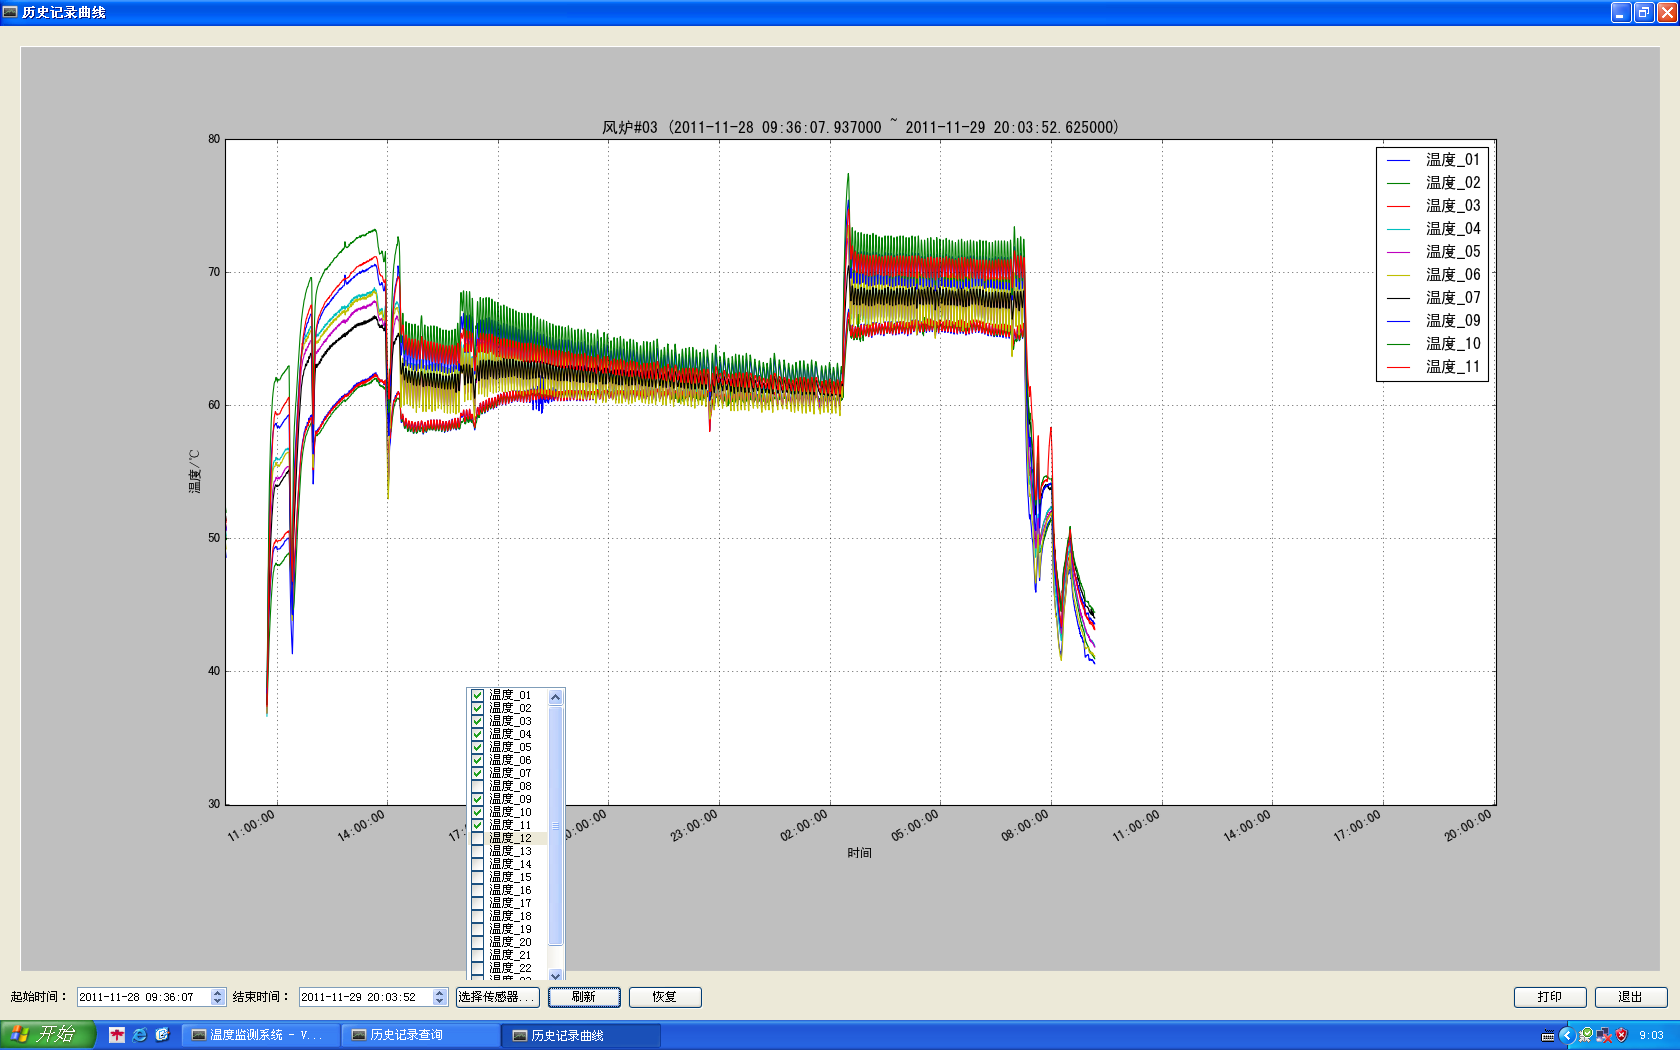 历史记录曲线
风炉#03 (2011-11-28 09:36:07.937000 ~ 2011-11-29 20:03:52.625000)
80
70
60
50
40
30
温度/℃
温度_01
温度_02
温度_03
温度_04
温度_05
温度_06
温度_07
温度_09
温度_10
温度_11
11:00:00
14:00:00
17:
0:00:00
23:00:00
02:00:00
05:00:00
08:00:00
11:00:00
14:00:00
17:00:00
20:00:00
时间
温度_01
温度_02
温度_03
温度_04
温度_05
温度_06
温度_07
温度_08
温度_09
温度_10
温度_11
温度_12
温度_13
温度_14
温度_15
温度_16
温度_17
温度_18
温度_19
温度_20
温度_21
温度_22
起始时间： 2011-11-28 09:36:07 结束时间： 2011-11-29 20:03:52 选择传感器... 刷新 恢复 打印 退出
开始 温度监测系统 - V... 历史记录查询 历史记录曲线 9:03